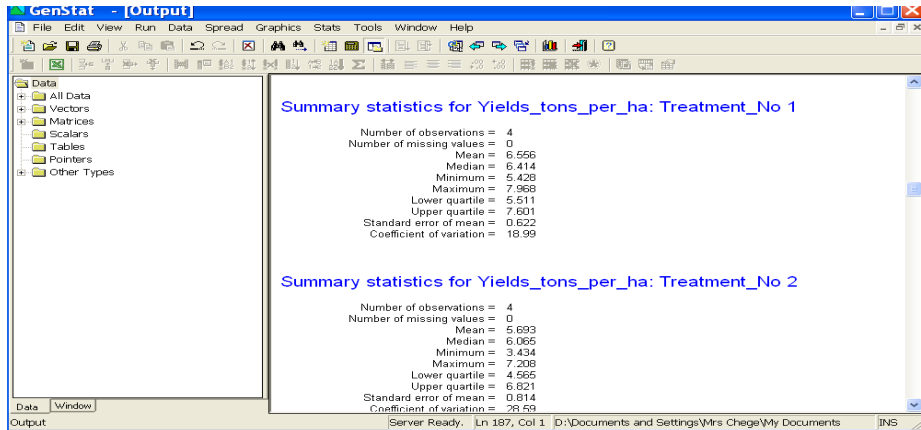 GenStat - [Output]
File Edit View Run Data Spread Graphics Stats Tools Window Help
Data
All Data
Vectors
Matrices
Scalars
Tables
Pointers
Other Types
Summary statistics for Yields_tons_per_ha: Treatment_No 1
Number of observations = 4
Number of missing values = 0
Mean = 6.556
Median = 6.414
Minimum = 5.428
Maximum = 7.968
Lower quartile = 5.511
Upper quartile = 7.601
Standard error of mean = 0.622
Coefficient of variation = 18.99
Summary statistics for Yields_tons_per_ha: Treatment_No 2
Number of observations = 4
Number of missing values = 0
Mean = 5.693
Median = 6.065
Minimum = 3.434
Maximum = 7.208
Lower quartile = 4.565
Upper quartile = 6.821
Standard error of mean = 0.814
Coefficient of variation = 28.59
Data Window
Output Server Ready. Ln 187, Col 1 D:\Documents and Settings\Mrs Chege\My Documents INS